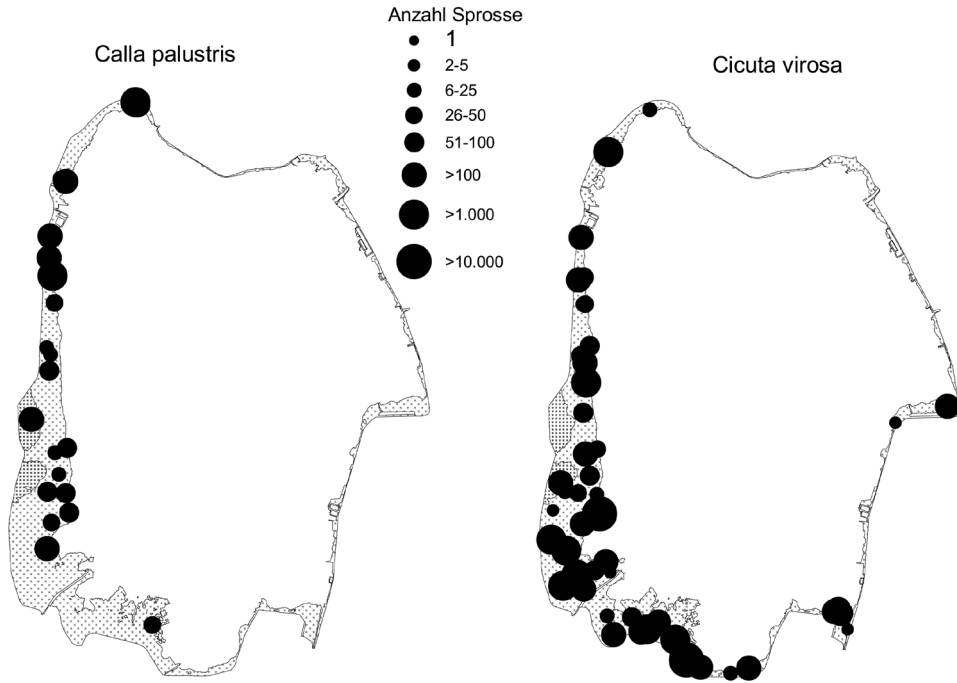 Anzahl Sprosse
Calla palustris
Cicuta virosa
1
2-5
6-25
26-50
51-100
>100
>1.000
>10.000